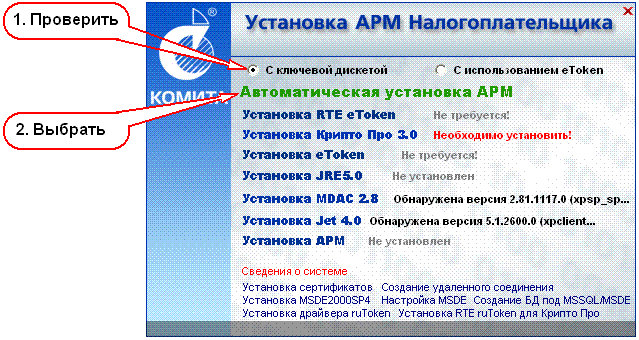 1. Проверить
Установка АРМ Налогоплательщика
С ключевой дискетой С использованием eToken
КОМИТА
Автоматическая установка АРМ
2. Выбрать
Установка RTE eToken Не требуется!
Установка Крипто Про 3.0 Необходимо установить!
Установка eToken Не требуется!
Установка JRE5.0 Не установлен
Установка MDAC 2.8 Обнаружена версия 2.81.1117.0 (xpsp_sp...
Установка Jet 4.0 Обнаружена версия 5.1.2600.0 (xpclient...
Установка АРМ Не установлен
Сведения о системе
Установка сертификатов Создание удаленного соединения
Установка MSDE2000SP4 Настройка MSDE Создание БД под MSSQL/MSDE
Установка драйвера ruToken Установка RTE ruToken для Крипто Про